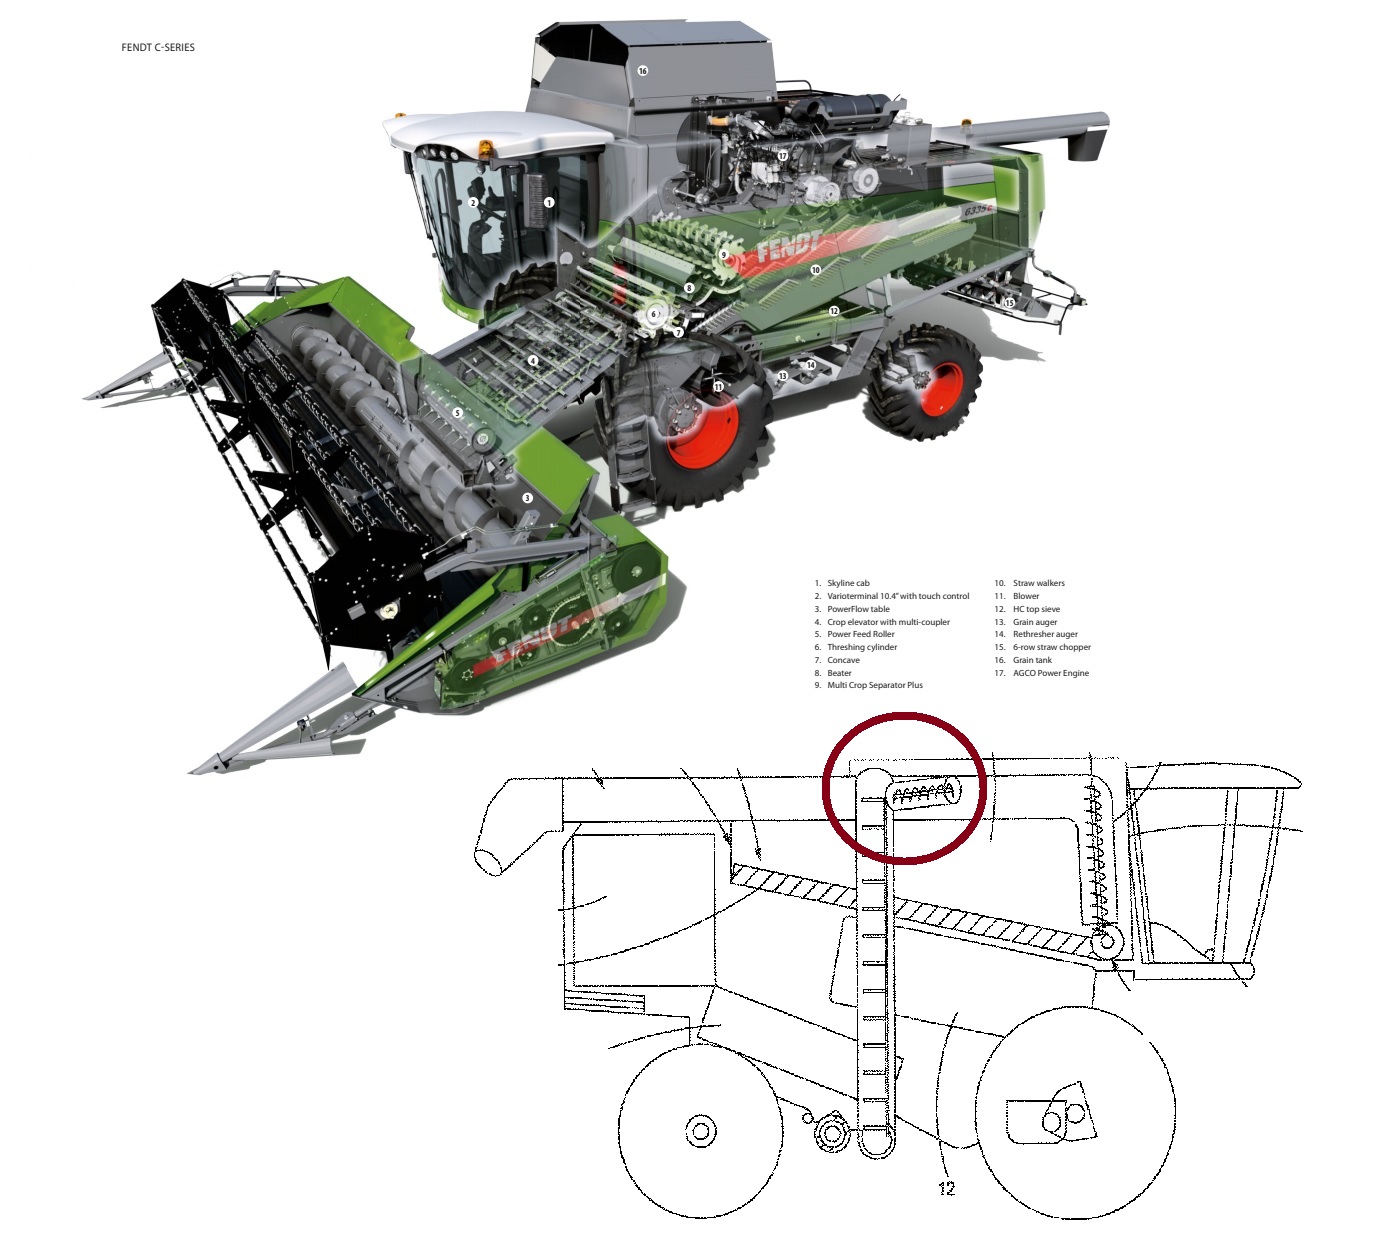 FENDT C-SERIES
16
17
2
1
6335C
FENDT
9
10
8
15
6
12
7
4
14
13
11
5
3
FENDT
1. Skyline cab
2. Varioterminal 10.4" with touch control
3. PowerFlow table
4. Crop elevator with multi-coupler
5. Power Feed Roller
6. Threshing cylinder
7. Concave
8. Beater
9. Multi Crop Separator Plus
10. Straw walkers
11. Blower
12. HC top sieve
13. Grain auger
14. Rethresher auger
15. 6-row straw chopper
16. Grain tank
17. AGCO Power Engine
12